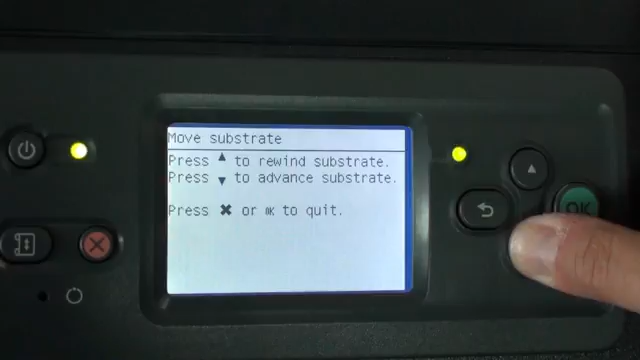 Move substrate
Press ▲ to rewind substrate.
Press ▼ to advance substrate.
Press ✖ or OK to quit.
OK